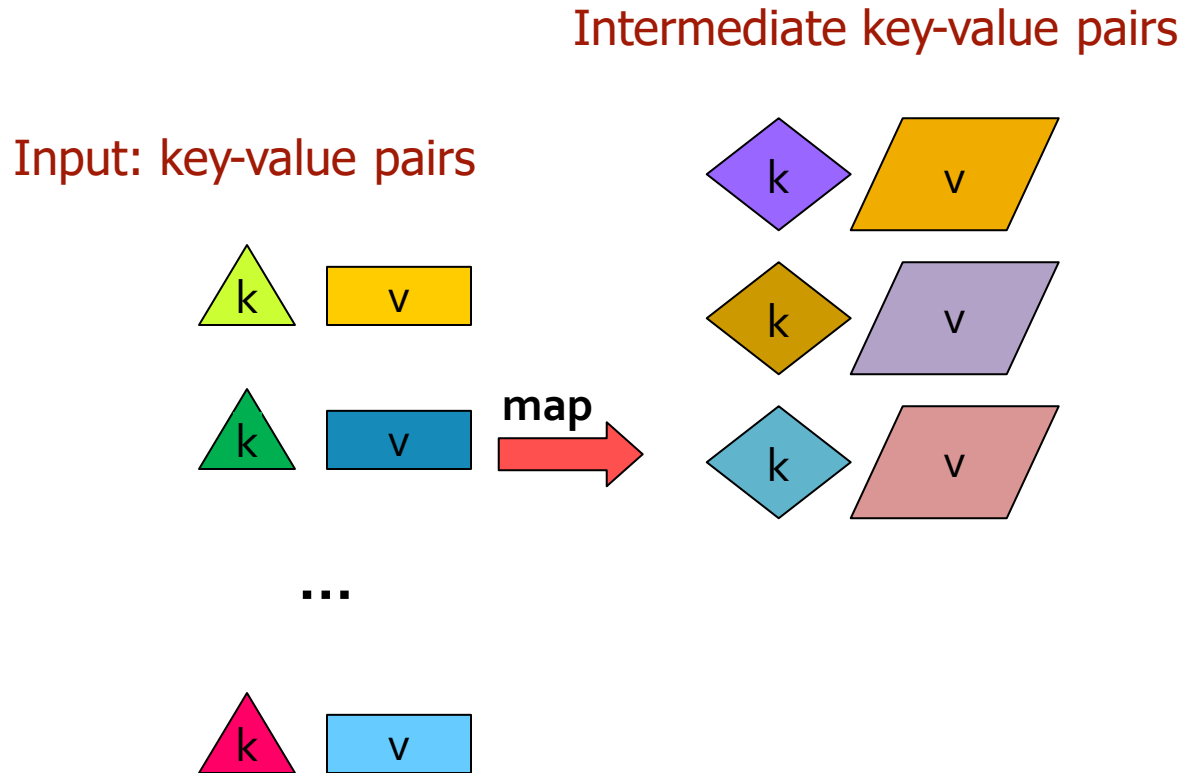 Intermediate key-value pairs
Input: key-value pairs
k v
k v
k v
k v
map
k v
k v
...
k v